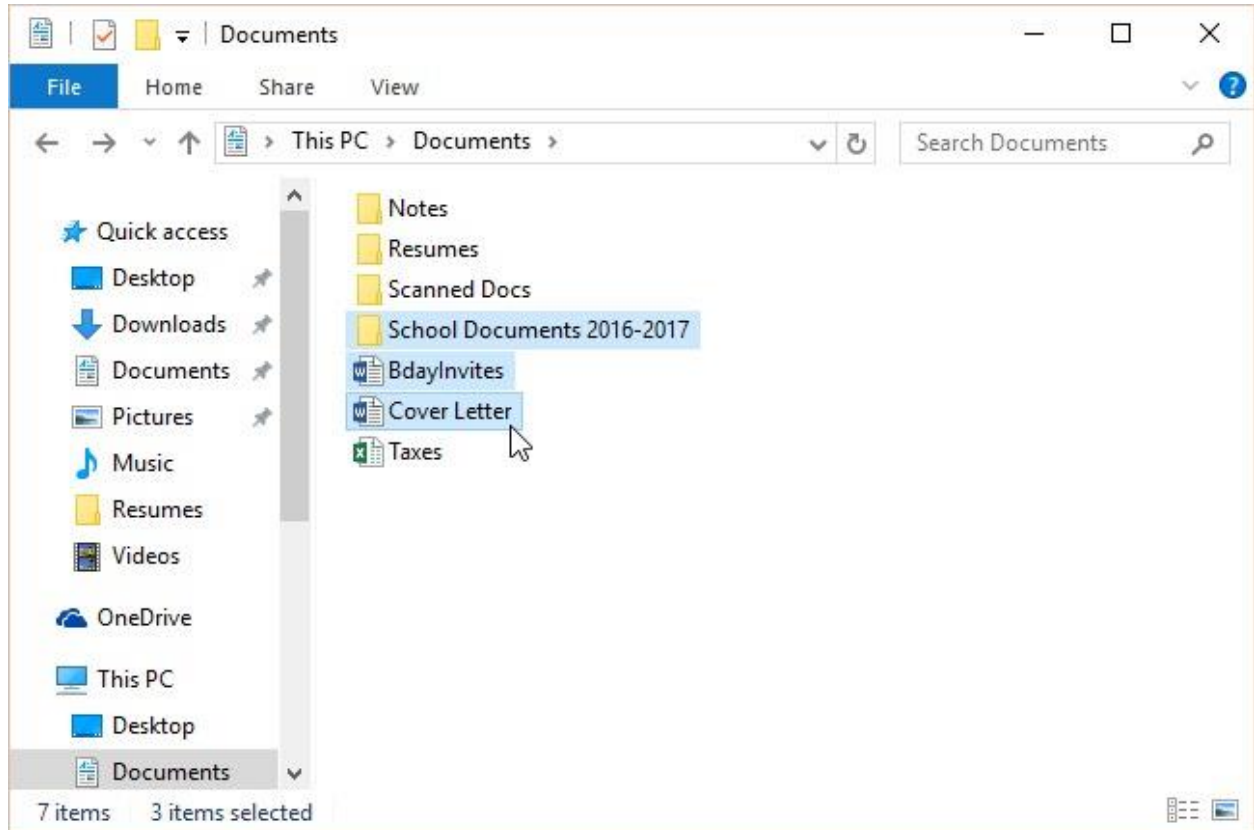 Documents
File Home Share View
This PC > Documents >
Search Documents
Quick access
Desktop
Downloads
Documents
Pictures
Music
Resumes
Videos
OneDrive
This PC
Desktop
Documents
Notes
Resumes
Scanned Docs
School Documents 2016-2017
BdayInvites
Cover Letter
Taxes
7 items 3 items selected